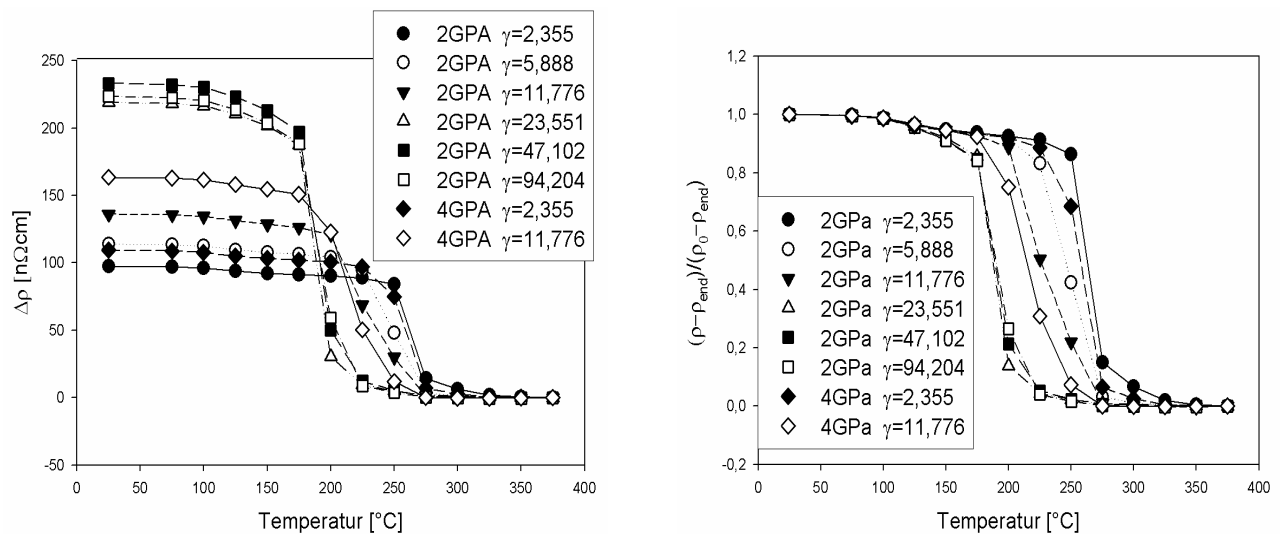 2GPA γ=2,355
2GPA γ=5,888
2GPA γ=11,776
2GPA γ=23,551
2GPA γ=47,102
2GPA γ=94,204
4GPA γ=2,355
4GPA γ=11,776
250
200
150
100
50
0
-50
Δρ [nΩcm]
0 50 100 150 200 250 300 350 400
Temperatur [°C]
1,2
1,0
0,8
0,6
0,4
0,2
0,0
-0,2
(ρ−ρend)/(ρ0−ρend)
2GPa γ=2,355
2GPa γ=5,888
2GPa γ=11,776
2GPa γ=23,551
2GPa γ=47,102
2GPa γ=94,204
4GPa γ=2,355
4GPa γ=11,776
0 50 100 150 200 250 300 350 400
Temperatur [°C]